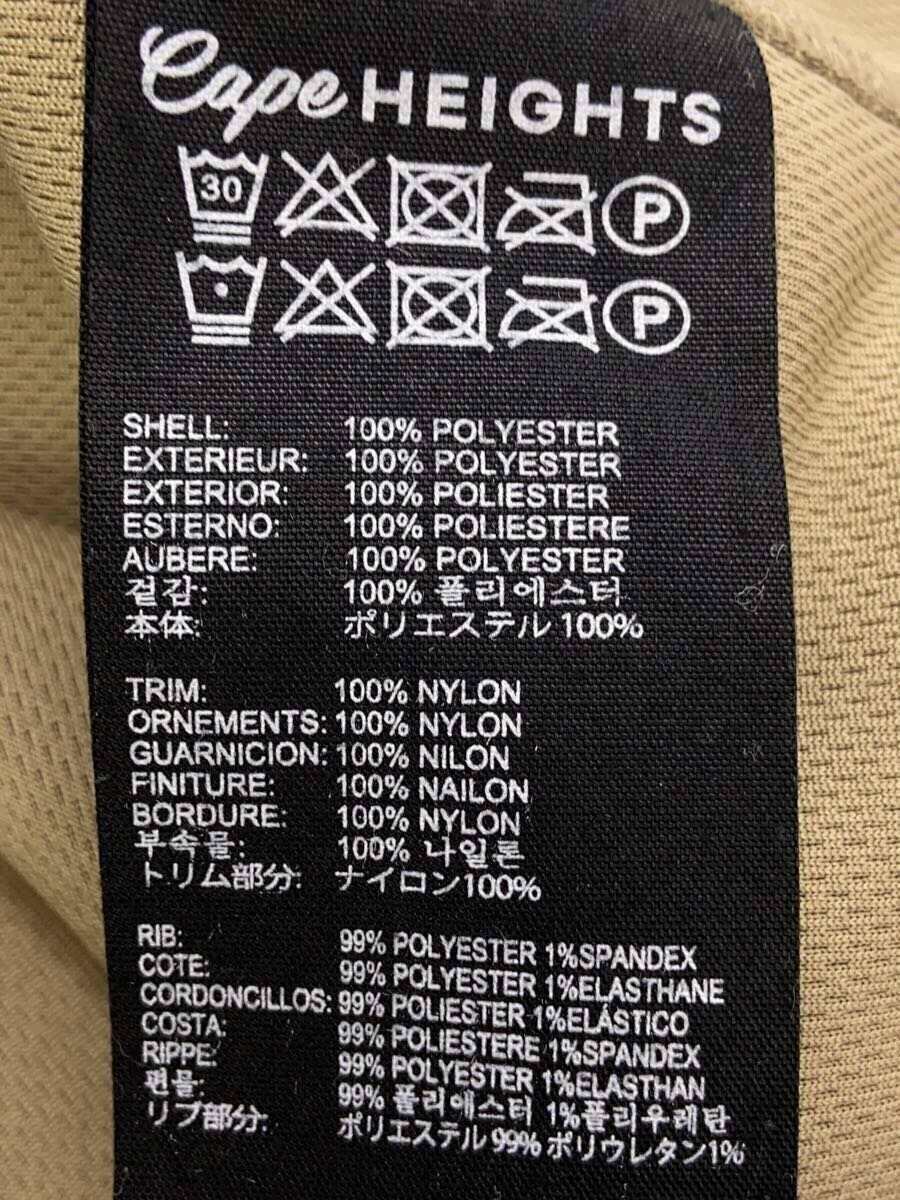 Cape HEIGHTS
30 P
P
SHELL: 100% POLYESTER
EXTERIEUR: 100% POLYESTER
EXTERIOR: 100% POLIESTER
ESTERNO: 100% POLIESTERE
AUBERE: 100% POLYESTER
겉감: 100% 폴리에스터
本体: ポリエステル 100%
TRIM: 100% NYLON
ORNEMENTS: 100% NYLON
GUARNICION: 100% NILON
FINITURE: 100% NAILON
BORDURE: 100% NYLON
부속물: 100% 나일론
トリム部分: ナイロン100%
RIB: 99% POLYESTER 1%SPANDEX
COTE: 99% POLYESTER 1%ELASTHANE
CORDONCILLOS: 99% POLIESTER 1%ELÁSTICO
COSTA: 99% POLIESTERE 1%SPANDEX
RIPPE: 99% POLYESTER 1%ELASTHAN
편물: 99% 폴리에스터 1%폴리우레탄
リブ部分: ポリエステル 99% ポリウレタン1%